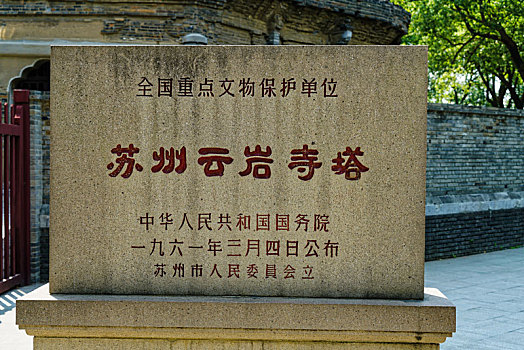 全国重点文物保护单位
苏州云岩寺塔
中华人民共和国国务院
一九六一年三月四日公布
苏州市人民委員会立